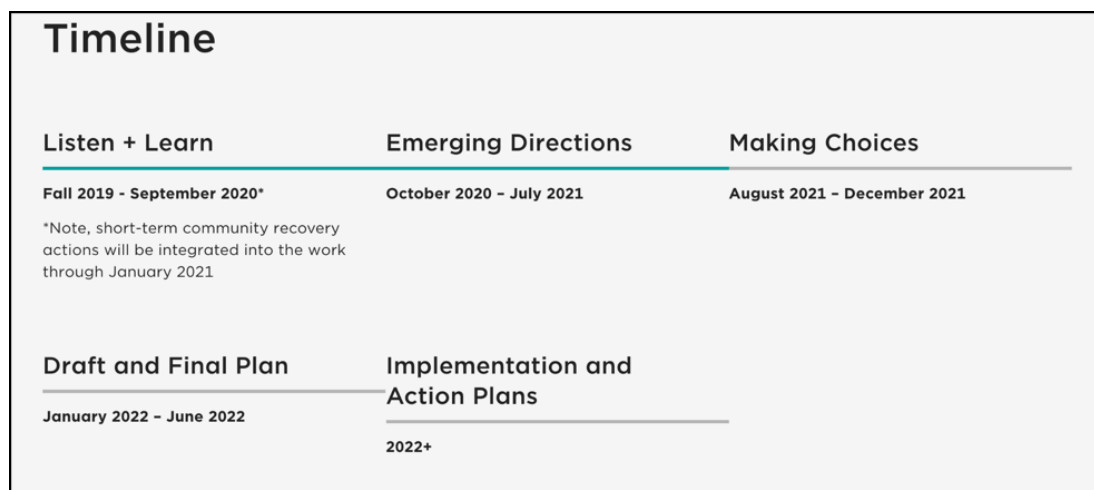 Timeline
Listen + Learn
Fall 2019 - September 2020*
*Note, short-term community recovery
actions will be integrated into the work
through January 2021
Emerging Directions
October 2020 – July 2021
Making Choices
August 2021 – December 2021
Draft and Final Plan
January 2022 – June 2022
Implementation and
Action Plans
2022+